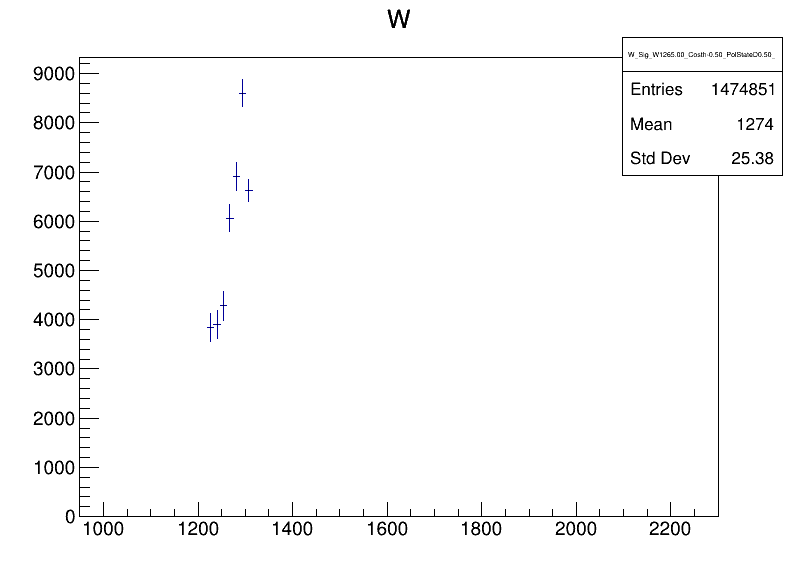 W
W_Sig_W1265.00_Costh-0.50_PolStateD0.50_
Entries 1474851
Mean 1274
Std Dev 25.38
9000
8000
7000
6000
5000
4000
3000
2000
1000
0
1000 1200 1400 1600 1800 2000 2200